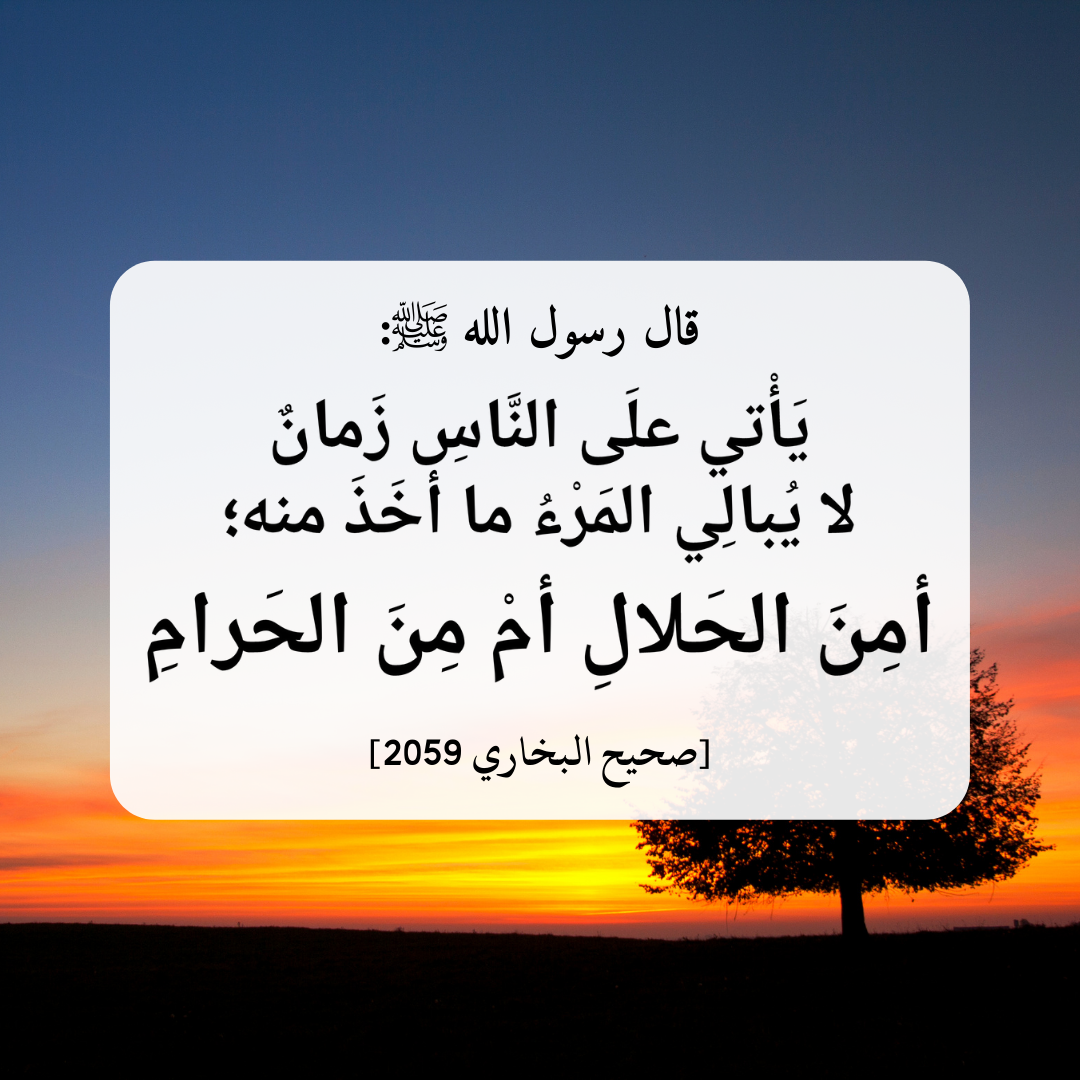 قال رسول الله ﷺ:
يَأْتي علَى النَّاسِ زَمانٌ
لا يُبالِي المَرْءُ ما أخَذَ منه؛
أمِنَ الحَلالِ أمْ مِنَ الحَرامِ
[صحيح البخاري 2059]